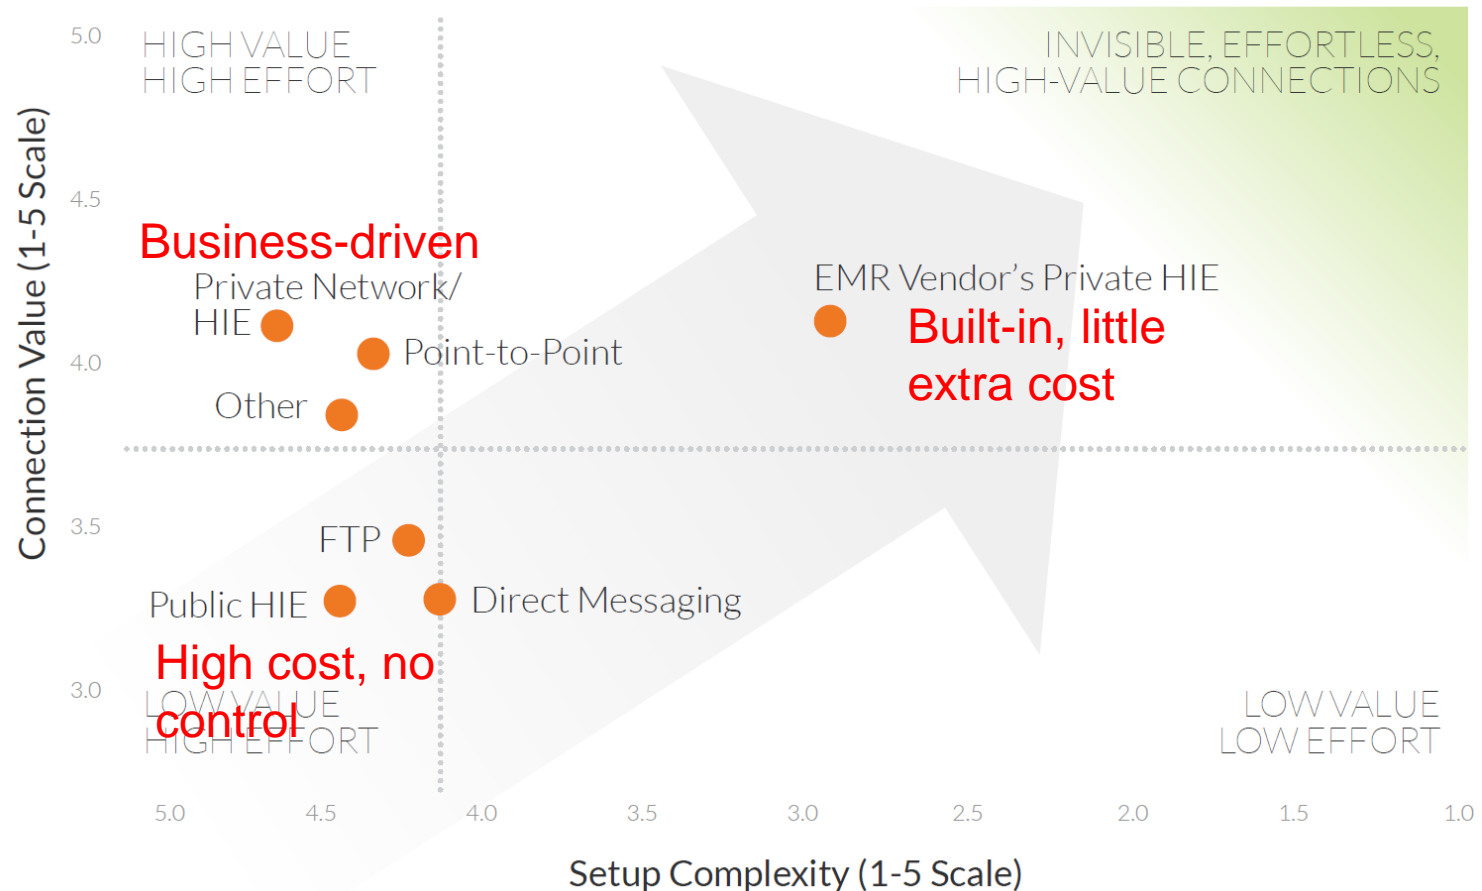 5.0
HIGH VALUE
HIGH EFFORT
INVISIBLE, EFFORTLESS,
HIGH-VALUE CONNECTIONS
Connection Value (1-5 Scale)
4.5
Business-driven
Private Network/
HIE
Point-to-Point
EMR Vendor's Private HIE
Built-in, little
extra cost
4.0
Other
3.5
FTP
Public HIE
Direct Messaging
High cost, no
control
3.0
LOW VALUE
HIGH EFFORT
LOW VALUE
LOW EFFORT
5.0 4.5 4.0 3.5 3.0 2.5 2.0 1.5 1.0
Setup Complexity (1-5 Scale)